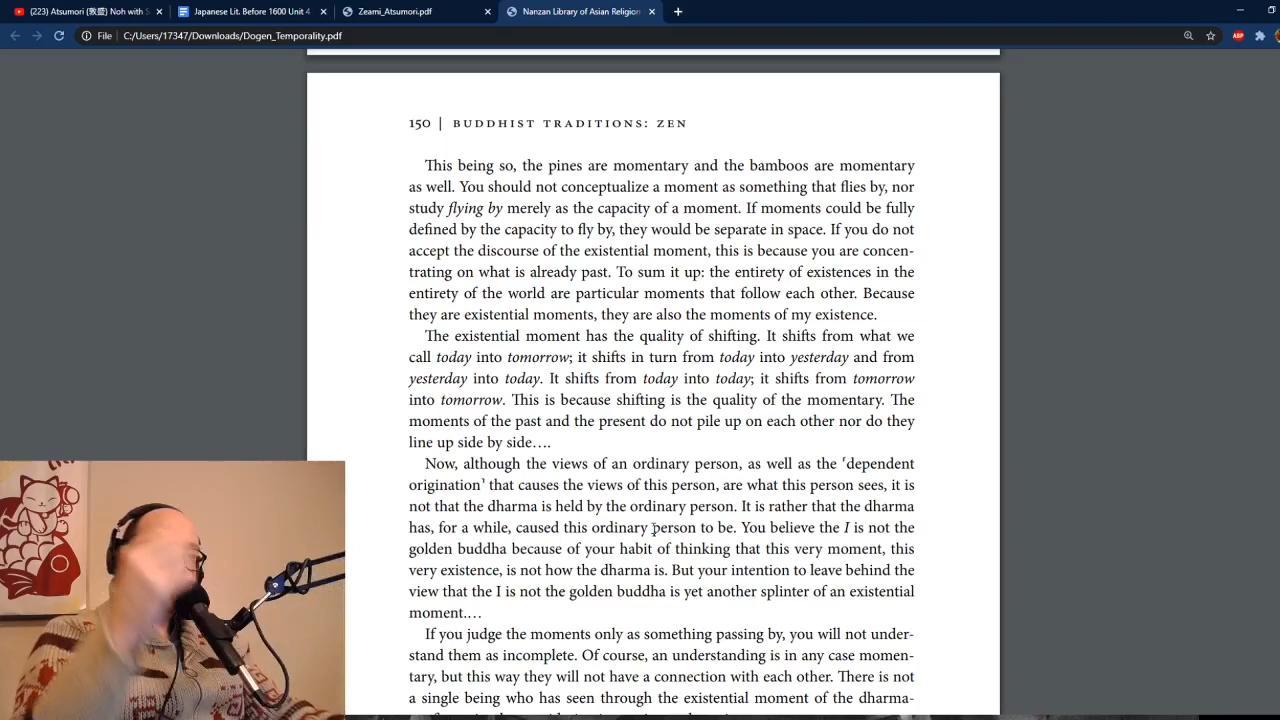 (223) Atsumori (敦盛) Noh with S
Japanese Lit. Before 1600 Unit 4
Zeami_Atsumori.pdf
Nanzan Library of Asian Religion
File
C:/Users/17347/Downloads/Dogen_Temporality.pdf
ABP
150 | BUDDHIST TRADITIONS: ZEN
This being so, the pines are momentary and the bamboos are momentary
as well. You should not conceptualize a moment as something that flies by, nor
study flying by merely as the capacity of a moment. If moments could be fully
defined by the capacity to fly by, they would be separate in space. If you do not
accept the discourse of the existential moment, this is because you are concen-
trating on what is already past. To sum it up: the entirety of existences in the
entirety of the world are particular moments that follow each other. Because
they are existential moments, they are also the moments of my existence.
The existential moment has the quality of shifting. It shifts from what we
call today into tomorrow; it shifts in turn from today into yesterday and from
yesterday into today. It shifts from today into today; it shifts from tomorrow
into tomorrow. This is because shifting is the quality of the momentary. The
moments of the past and the present do not pile up on each other nor do they
line up side by side….
Now, although the views of an ordinary person, as well as the ⸢dependent
origination⸣ that causes the views of this person, are what this person sees, it is
not that the dharma is held by the ordinary person. It is rather that the dharma
has, for a while, caused this ordinary person to be. You believe the I is not the
golden buddha because of your habit of thinking that this very moment, this
very existence, is not how the dharma is. But your intention to leave behind the
view that the I is not the golden buddha is yet another splinter of an existential
moment.…
If you judge the moments only as something passing by, you will not under-
stand them as incomplete. Of course, an understanding is in any case momen-
tary, but this way they will not have a connection with each other. There is not
a single being who has seen through the existential moment of the dharma-